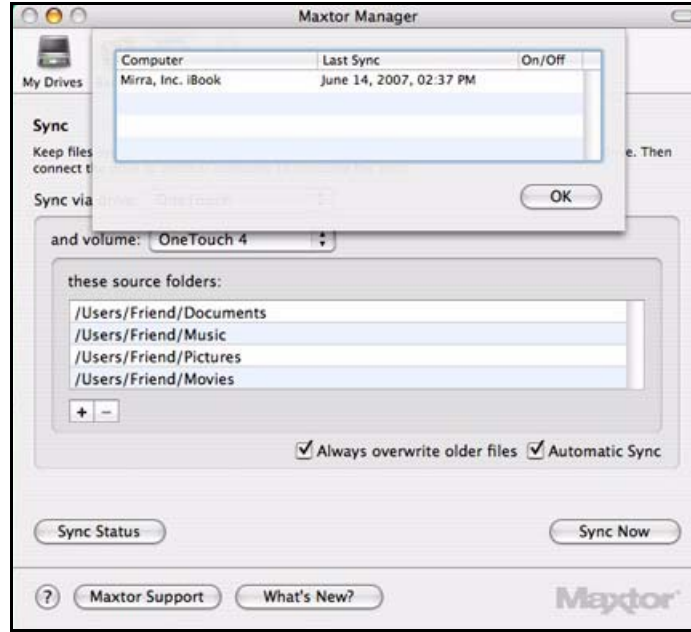 Maxtor Manager
Computer Last Sync On/Off
Mirra, Inc. iBook June 14, 2007, 02:37 PM
My Drives
Sync
Keep files e. Then
connect t
Sync via drive: OneTouch
OK
and volume: OneTouch 4
these source folders:
/Users/Friend/Documents
/Users/Friend/Music
/Users/Friend/Pictures
/Users/Friend/Movies
+ −
Always overwrite older files Automatic Sync
Sync Status Sync Now
? Maxtor Support What's New?
Maxtor